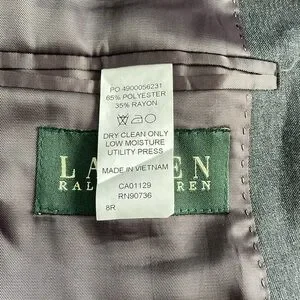 PO 4900056231
65% POLYESTER
35% RAYON
DRY CLEAN ONLY
LOW MOISTURE
UTILITY PRESS
MADE IN VIETNAM
CA01129
RN90736
8R